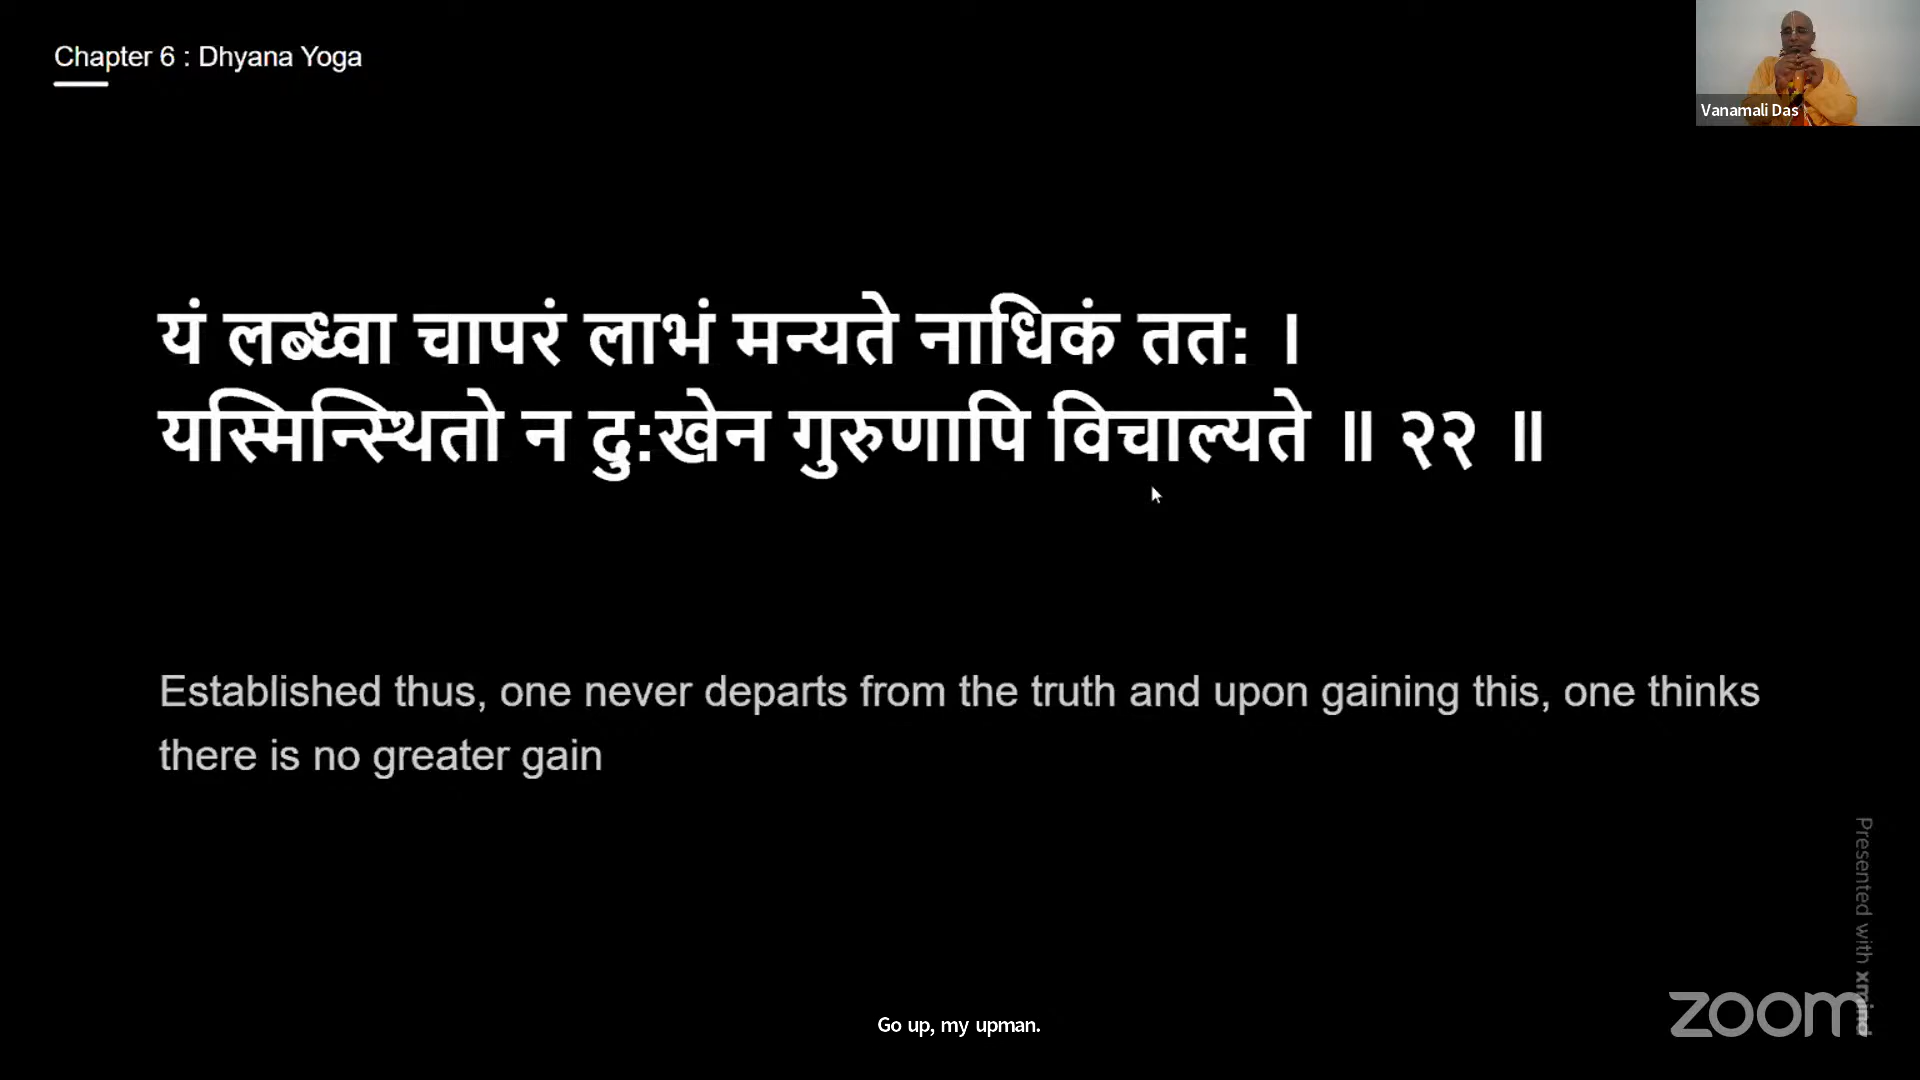 Chapter 6 : Dhyana Yoga
Vanamali Das
यं लब्ध्वा चापरं लाभं मन्यते नाधिकं तत: ।
यस्मिन्स्थितो न दु:खेन गुरुणापि विचाल्यते ॥ २२ ॥
Established thus, one never departs from the truth and upon gaining this, one thinks
there is no greater gain
Presented with xmind
Go up, my upman.
zoom